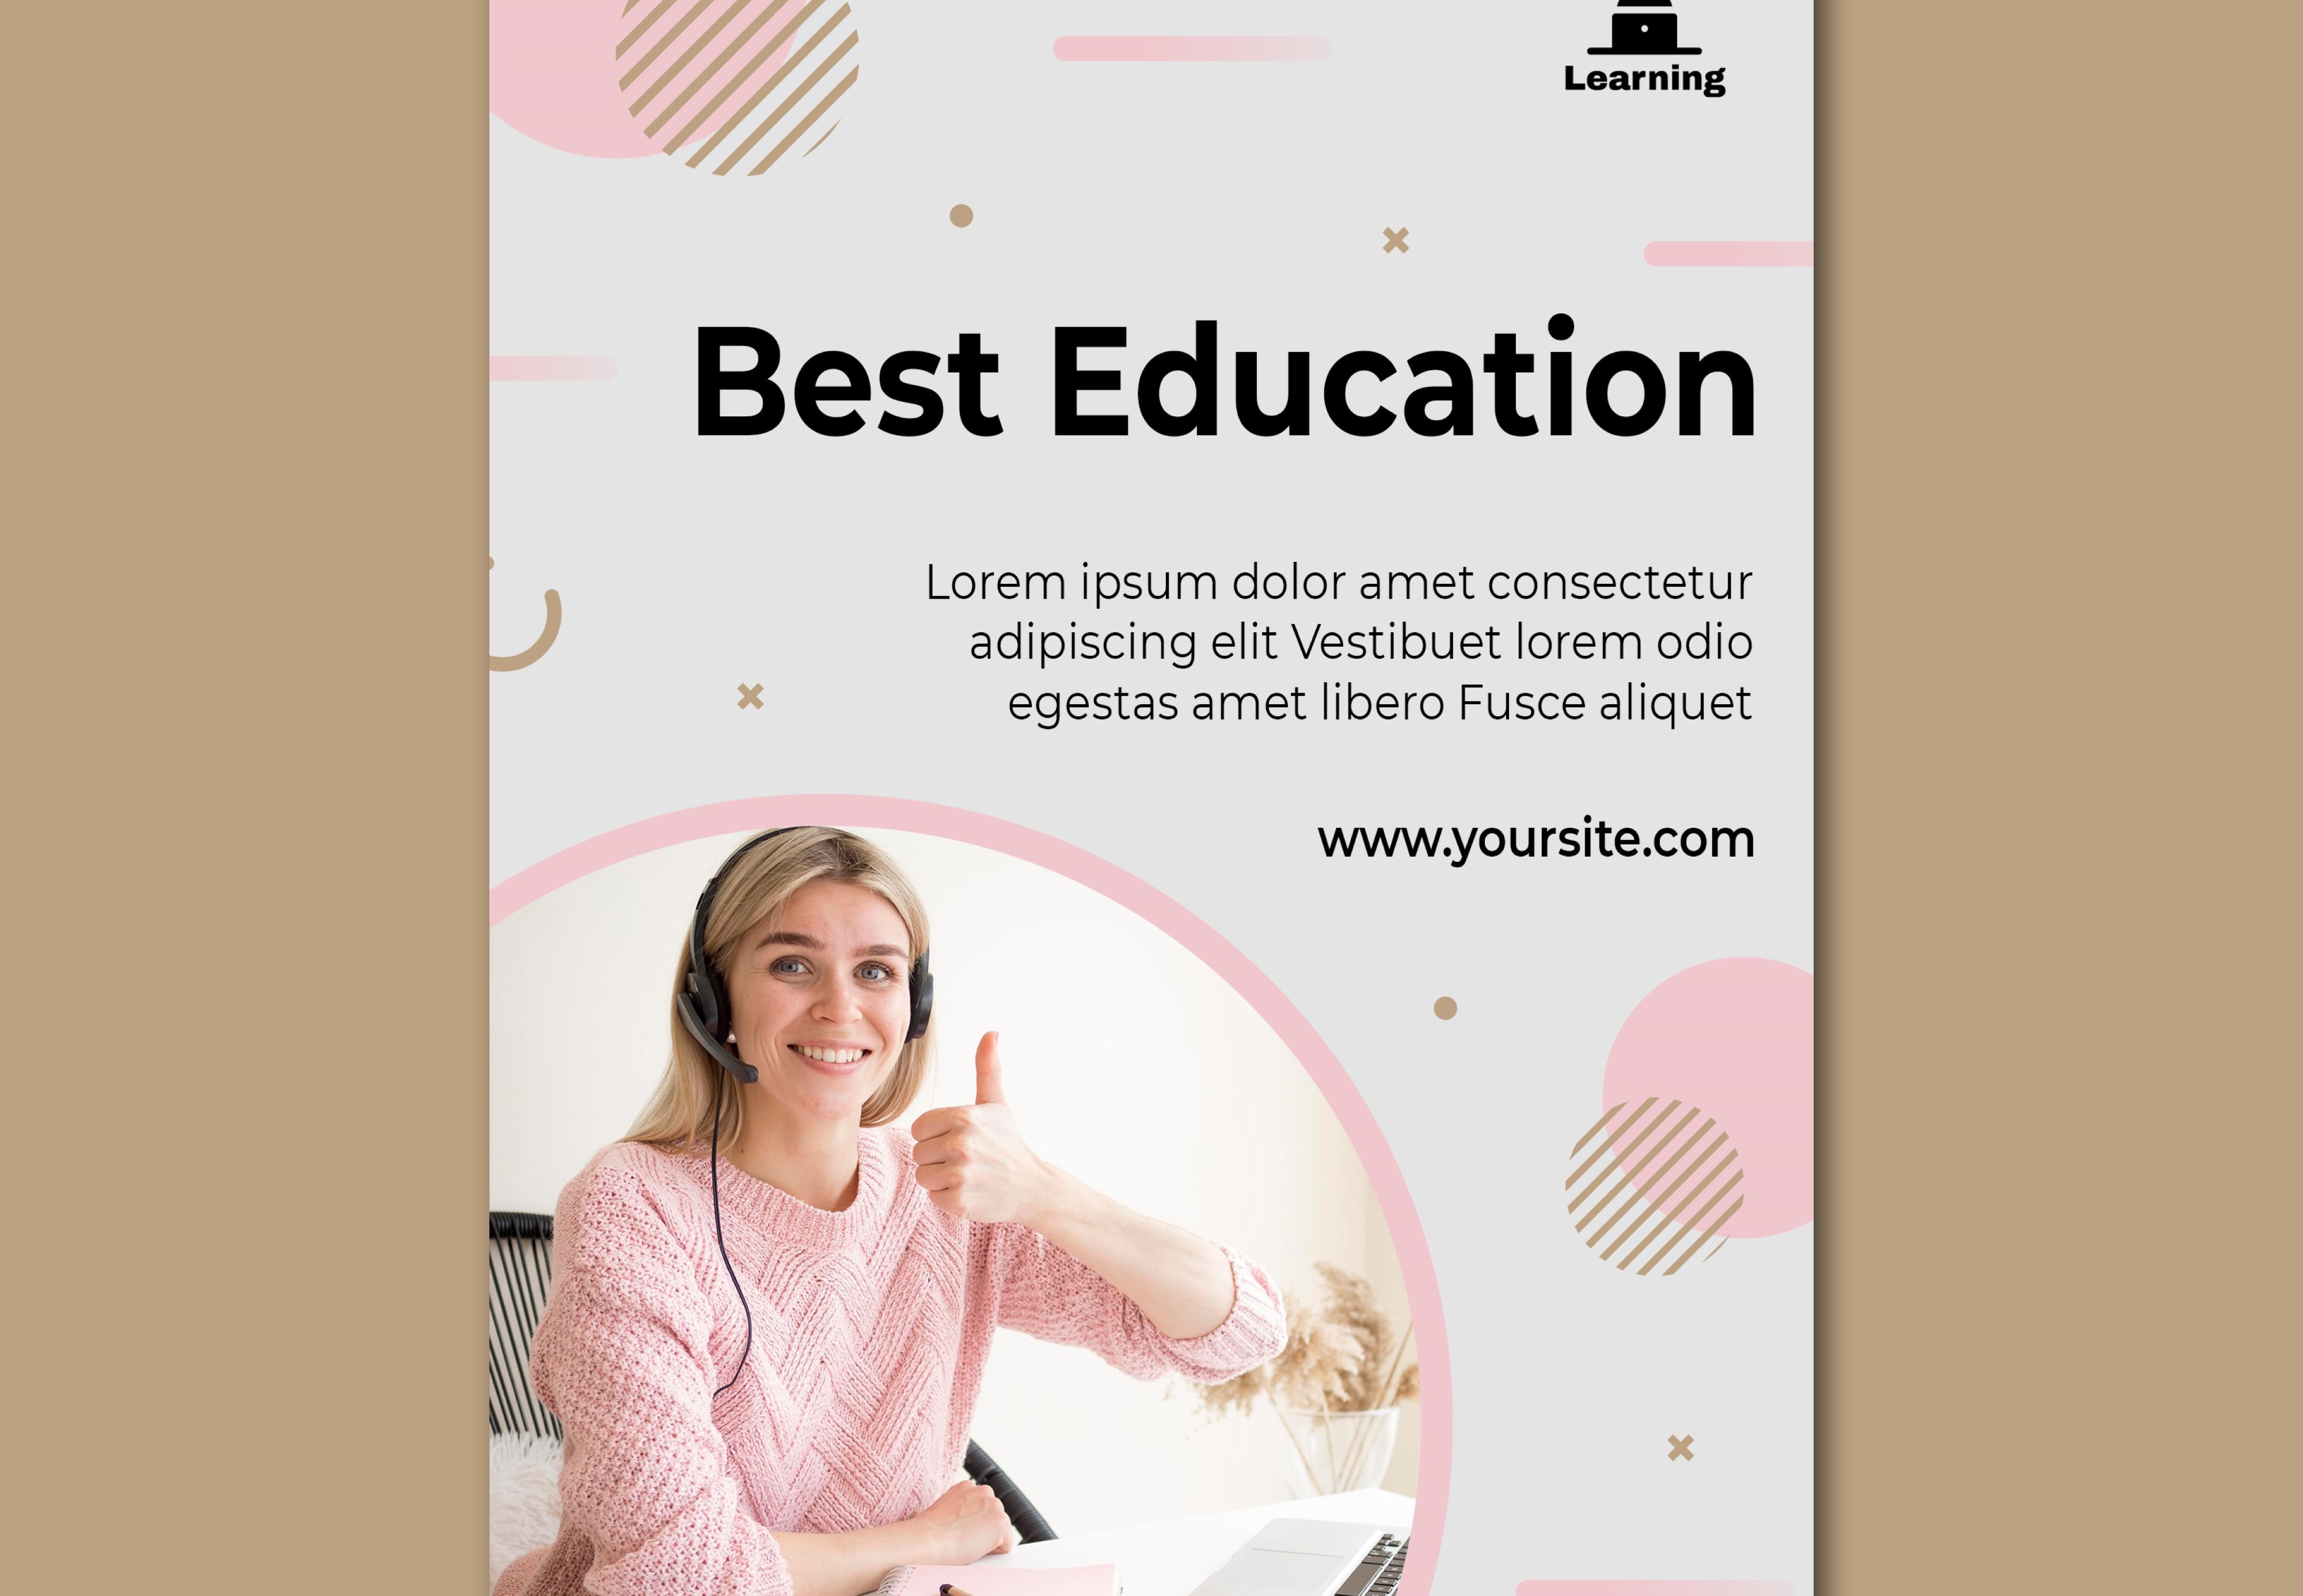 Learning
Best Education
Lorem ipsum dolor amet consectetur
adipiscing elit Vestibuet lorem odio
egestas amet libero Fusce aliquet
www.yoursite.com